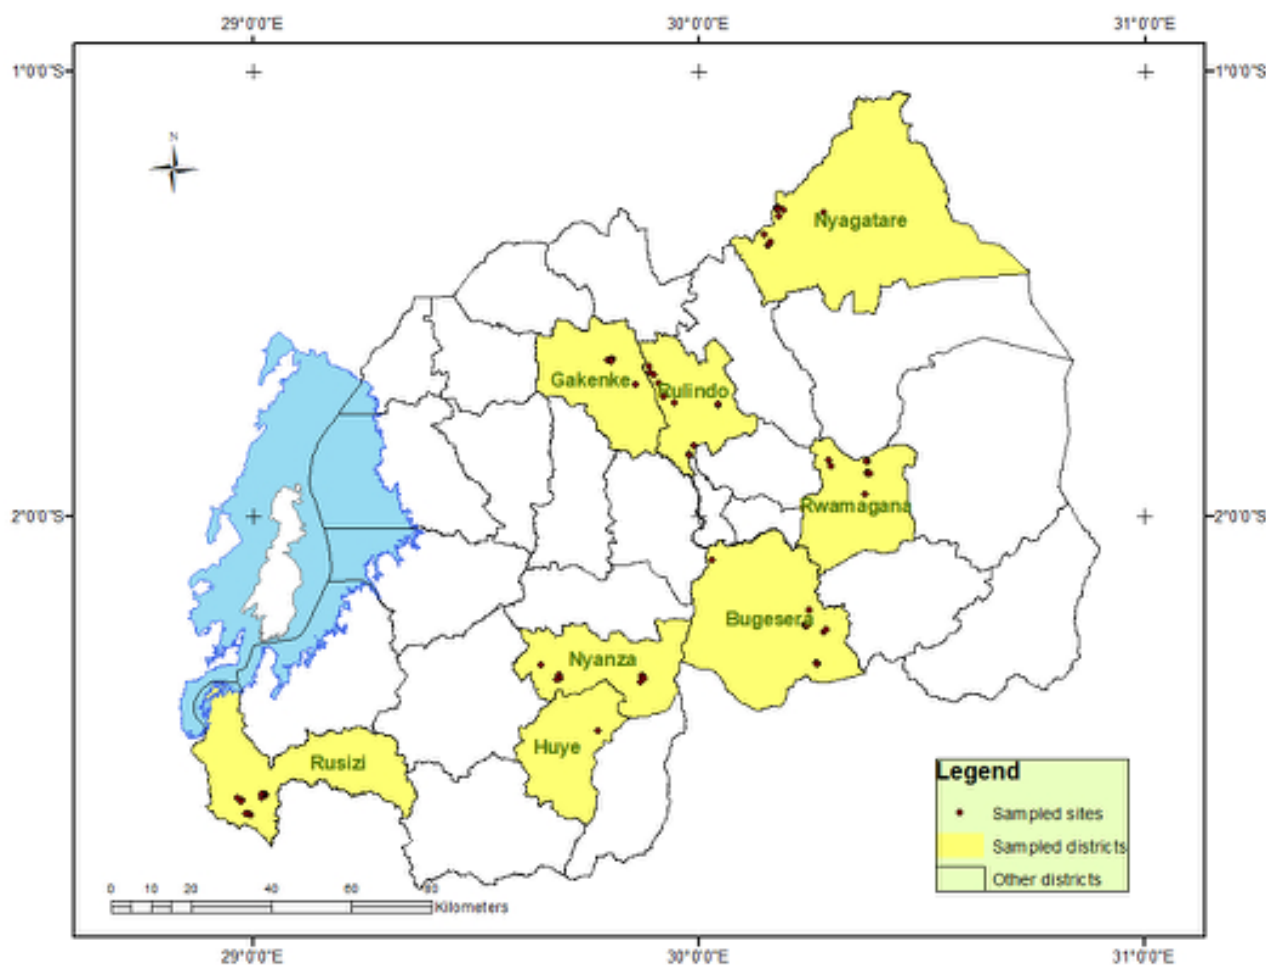 29°0'0"E 30°0'0"E 31°0'0"E
1°0'0"S 1°0'0"S
N
Nyagatare
Gakenke
Rulindo
2°0'0"S 2°0'0"S
Rwamagana
Bugesera
Nyanza
Huye
Rusizi
Legend
Sampled sites
Sampled districts
Other districts
0 10 20 40 60 80
Kilometers
29°0'0"E 30°0'0"E 31°0'0"E